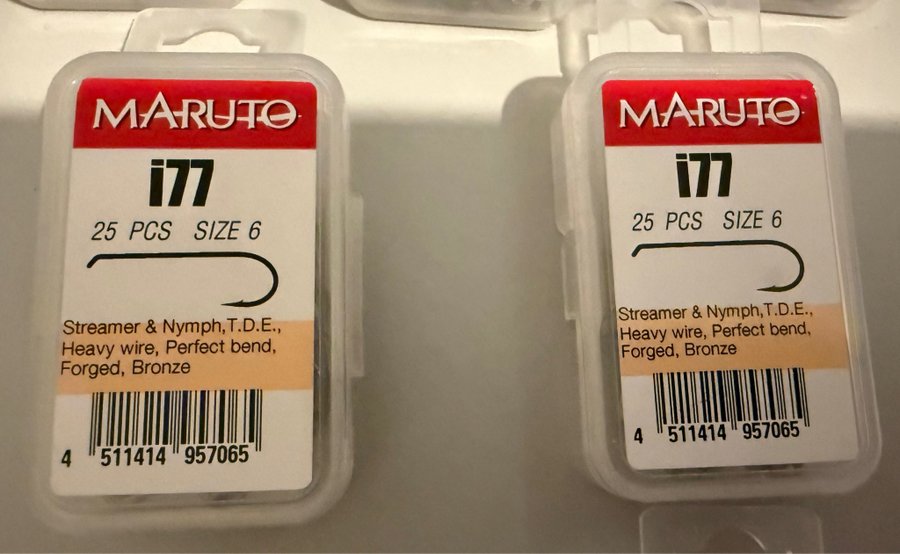 MARUTO
i77
25 PCS SIZE 6
Streamer & Nymph,T.D.E.,
Heavy wire, Perfect bend,
Forged, Bronze
4 511414 957065
MARUTO
i77
25 PCS SIZE 6
Streamer & Nymph,T.D.E.,
Heavy wire, Perfect bend,
Forged, Bronze
4 511414 957065